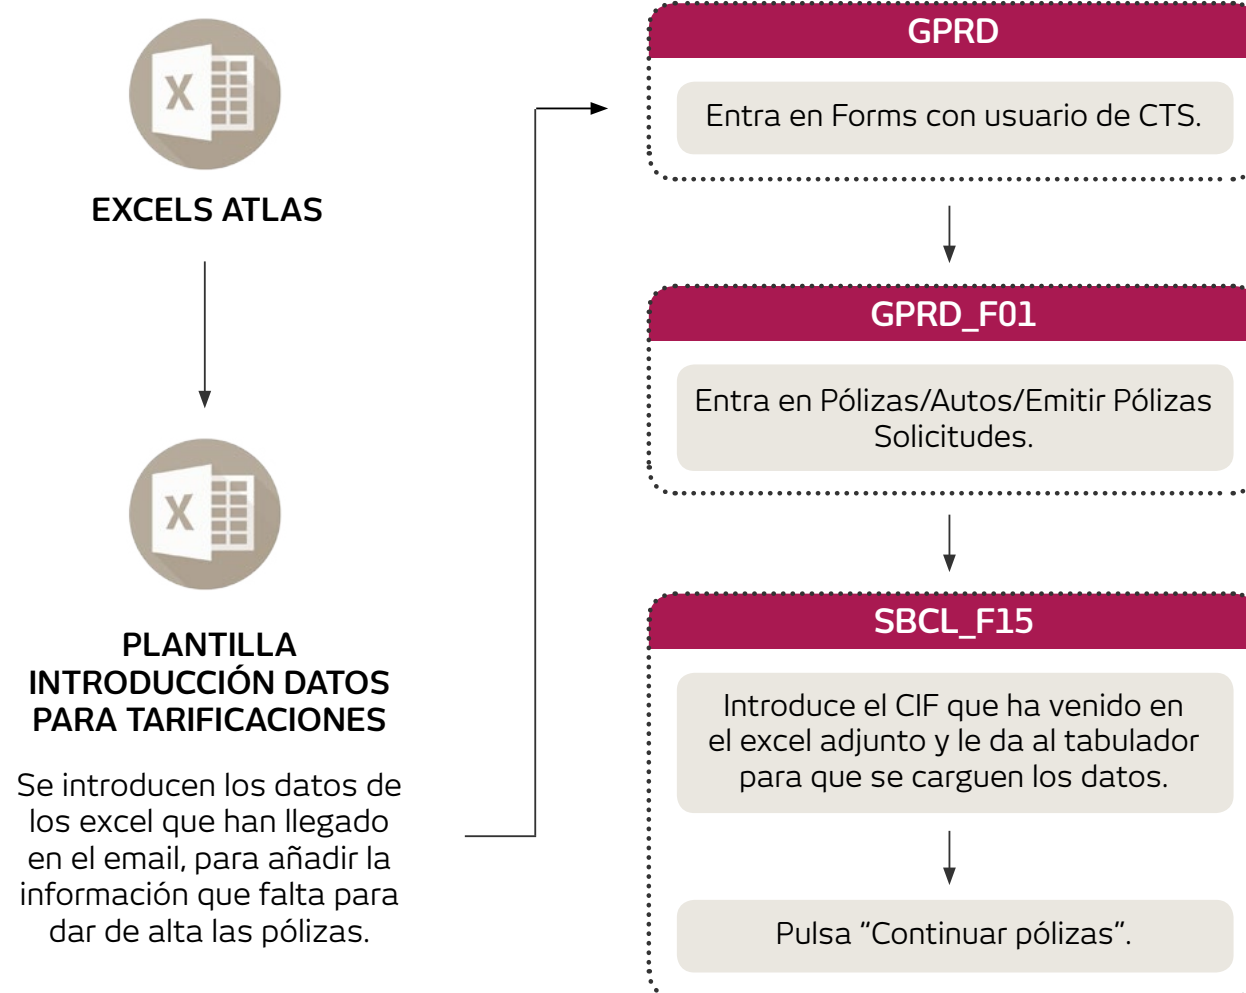 EXCELS ATLAS
PLANTILLA
INTRODUCCIÓN DATOS
PARA TARIFICACIONES
Se introducen los datos de
los excel que han llegado
en el email, para añadir la
información que falta para
dar de alta las pólizas.
GPRD
Entra en Forms con usuario de CTS.
GPRD_F01
Entra en Pólizas/Autos/Emitir Pólizas
Solicitudes.
SBCL_F15
Introduce el CIF que ha venido en
el excel adjunto y le da al tabulador
para que se carguen los datos.
Pulsa “Continuar pólizas”.